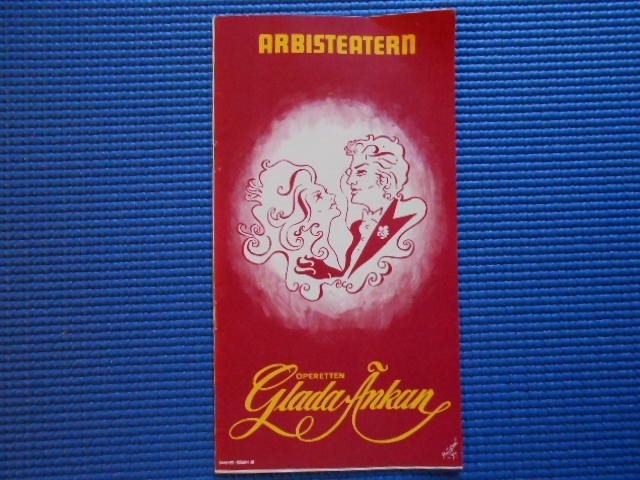 ARBISTEATERN
OPERETTEN
Glada Änkan